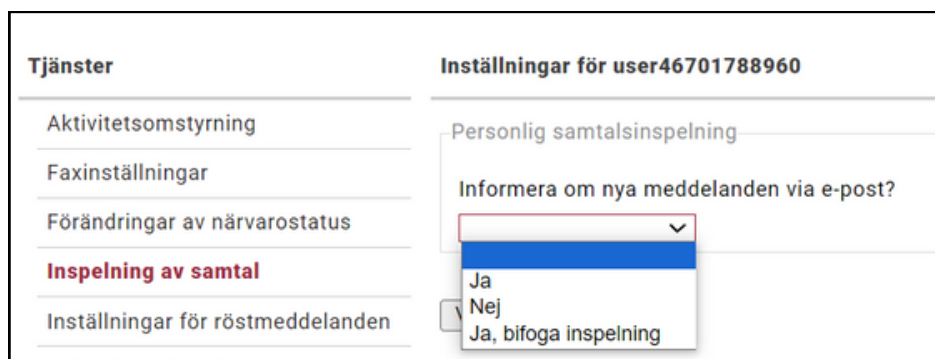 Tjänster
Aktivitetsomstyrning
Faxinställningar
Förändringar av närvarostatus
Inspelning av samtal
Inställningar för röstmeddelanden
Inställningar för user46701788960
Personlig samtalsinspelning
Informera om nya meddelanden via e-post?
Ja
Nej
Ja, bifoga inspelning